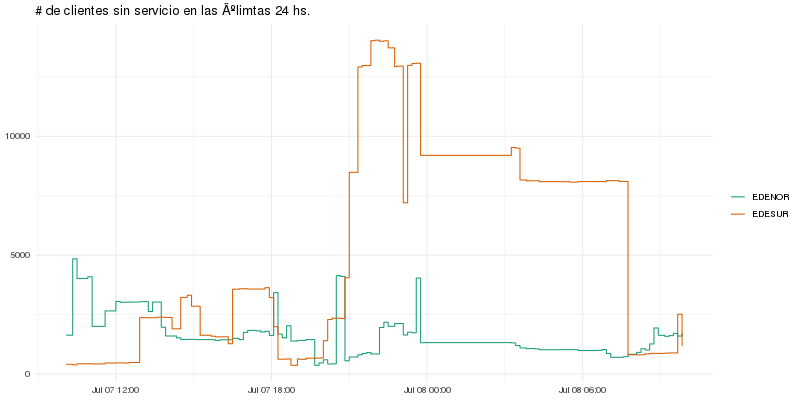 # de clientes sin servicio en las Ãºlimtas 24 hs.
10000
5000
0
Jul 07 12:00
Jul 07 18:00
Jul 08 00:00
Jul 08 06:00
EDENOR
EDESUR